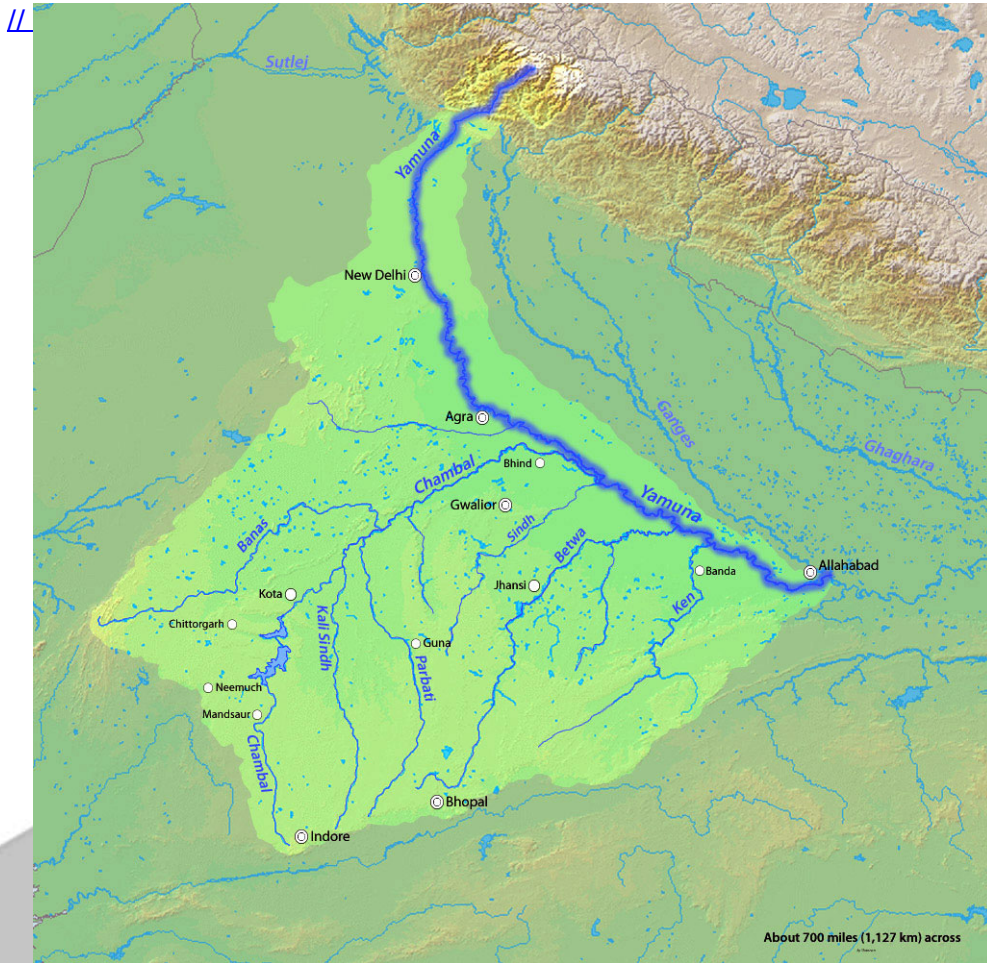 //
Sutlej
Yamuna
New Delhi
Agra
Ganges
Ghaghara
Chambal
Bhind
Gwalior
Yamuna
Sindh
Banas
Betwa
Allahabad
Banda
Jhansi
Kota
Ken
Chittorgarh
Kali Sindh
Guna
Parbati
Neemuch
Mandsaur
Chambal
Bhopal
Indore
About 700 miles (1,127 km) across